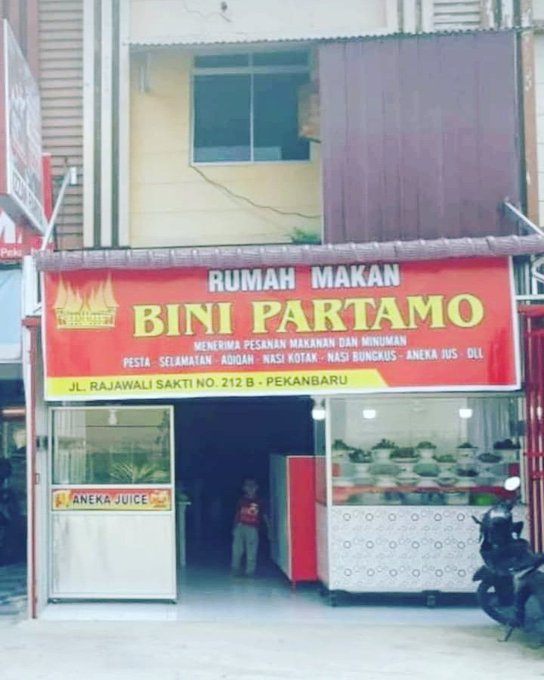 RUMAH MAKAN
BINI PARTAMO
MENERIMA PESANAN MAKANAN DAN MINUMAN
PESTA - SELAMATAN - AQIQAH - NASI KOTAK - NASI BUNGKUS - ANEKA JUS - DLL
JL. RAJAWALI SAKTI NO. 212 B - PEKANBARU
ANEKA JUICE